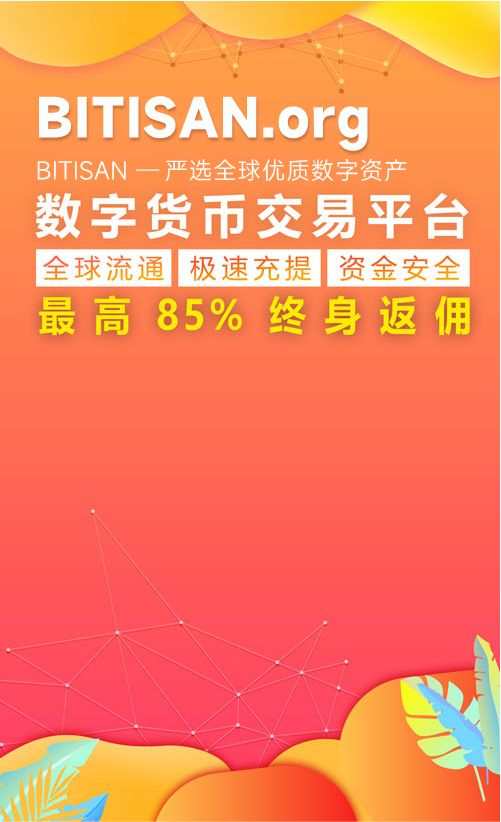 BITISAN.org
BITISAN — 严选全球优质数字资产
数字货币交易平台
全球流通 极速充提 资金安全
最高 85% 终身返佣